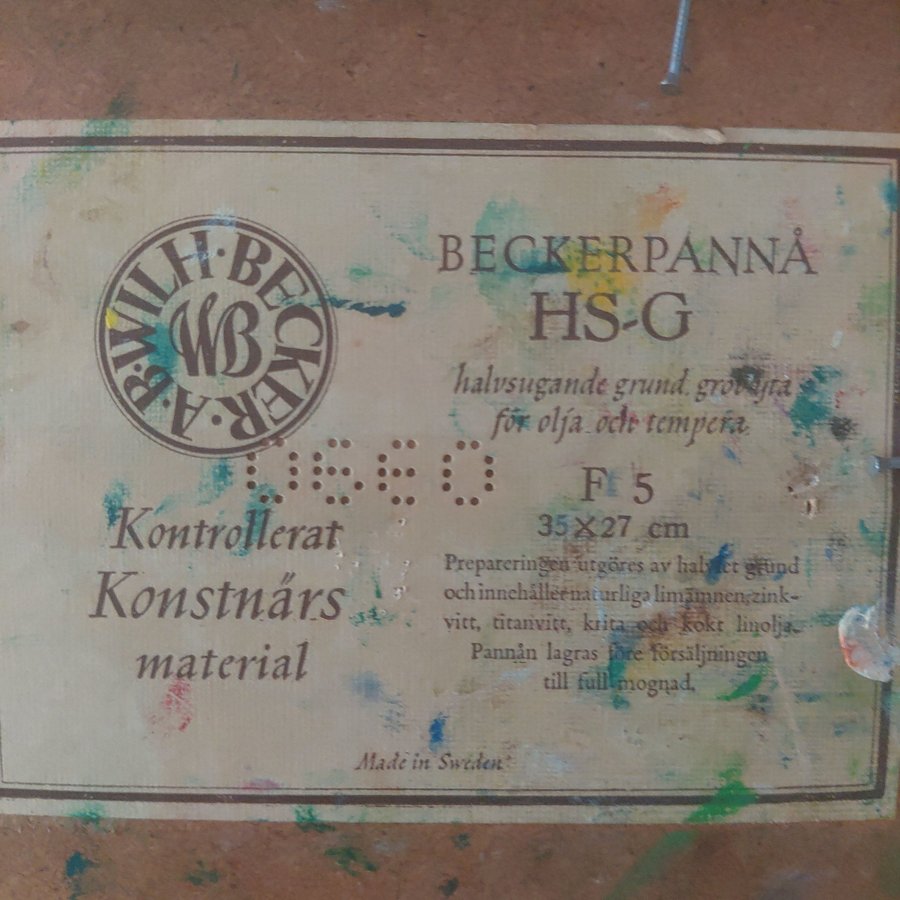 A·B·WILH·BECKER·
WB
BECKERPANNÅ
HS-G
halvsugande grund. grov yta
för olja och tempera
F 5
35 × 27 cm
Prepareringen utgöres av halvfet grund
och innehåller naturliga limämnen, zink-
vitt, titanvitt, krita och kokt linolja.
Pannån lagras före försäljningen
till full mognad.
Kontrollerat
Konstnärs
material
Made in Sweden